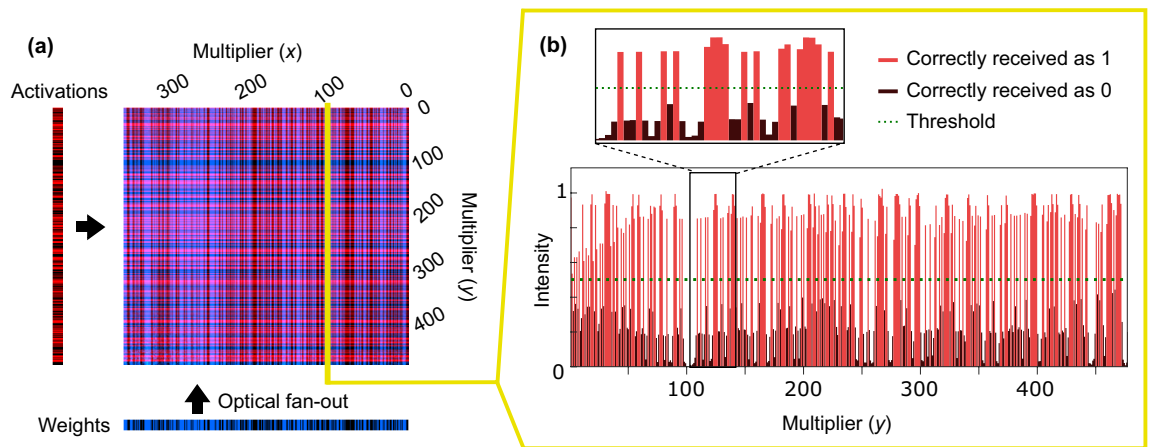 (a)
Multiplier (x)
Activations
300
200
100
0
0
100
200
300
400
Multiplier (y)
Optical fan-out
Weights
(b)
Correctly received as 1
Correctly received as 0
Threshold
1
0
Intensity
100
200
300
400
Multiplier (y)